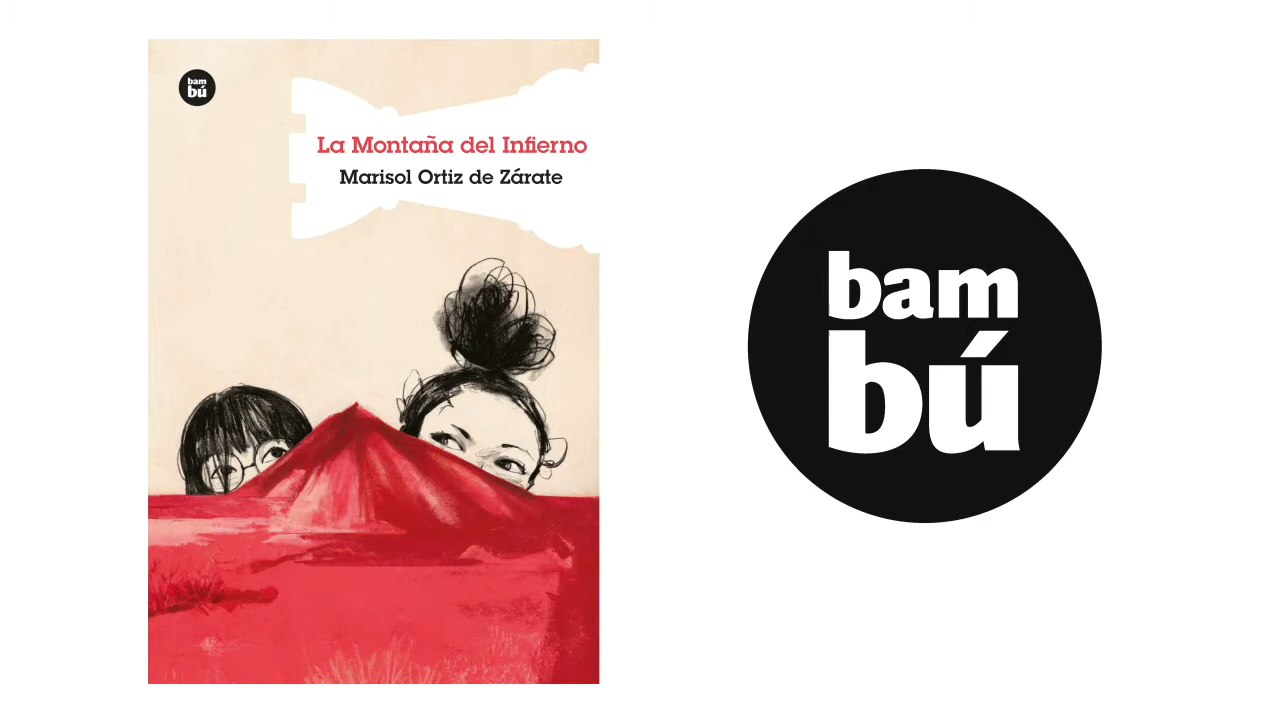 bam
bú
La Montaña del Infierno
Marisol Ortiz de Zárate
bam
bú